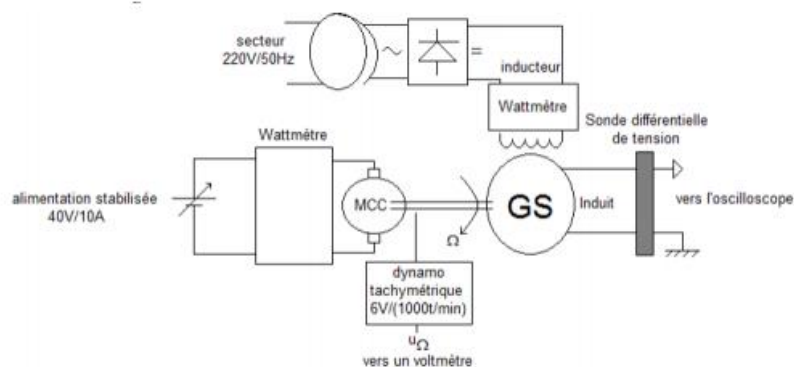 secteur
220V/50Hz
~
=
inducteur
Wattmètre
Sonde différentielle
de tension
Wattmètre
alimentation stabilisée
40V/10A
MCC
GS
Induit
vers l'oscilloscope
Ω
dynamo
tachymétrique
6V/(1000t/min)
uΩ
vers un voltmètre